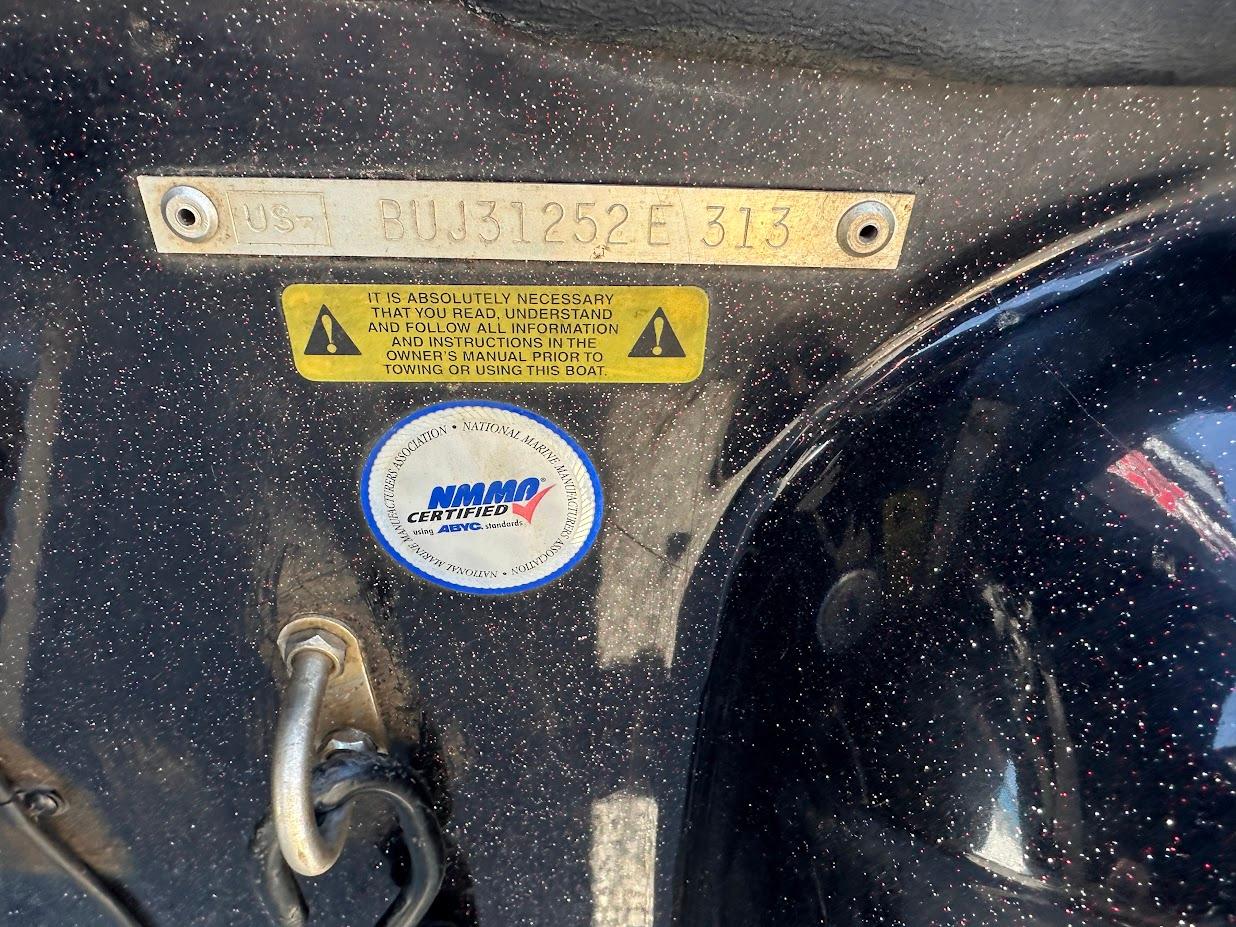 US- BUJ31252E 313
IT IS ABSOLUTELY NECESSARY
THAT YOU READ, UNDERSTAND
AND FOLLOW ALL INFORMATION
AND INSTRUCTIONS IN THE
OWNER'S MANUAL PRIOR TO
TOWING OR USING THIS BOAT.
• NATIONAL MARINE MANUFACTURERS ASSOCIATION
• NATIONAL MARINE MANUFACTURERS ASSOCIATION
NMMA®
CERTIFIED
using ABYC. standards